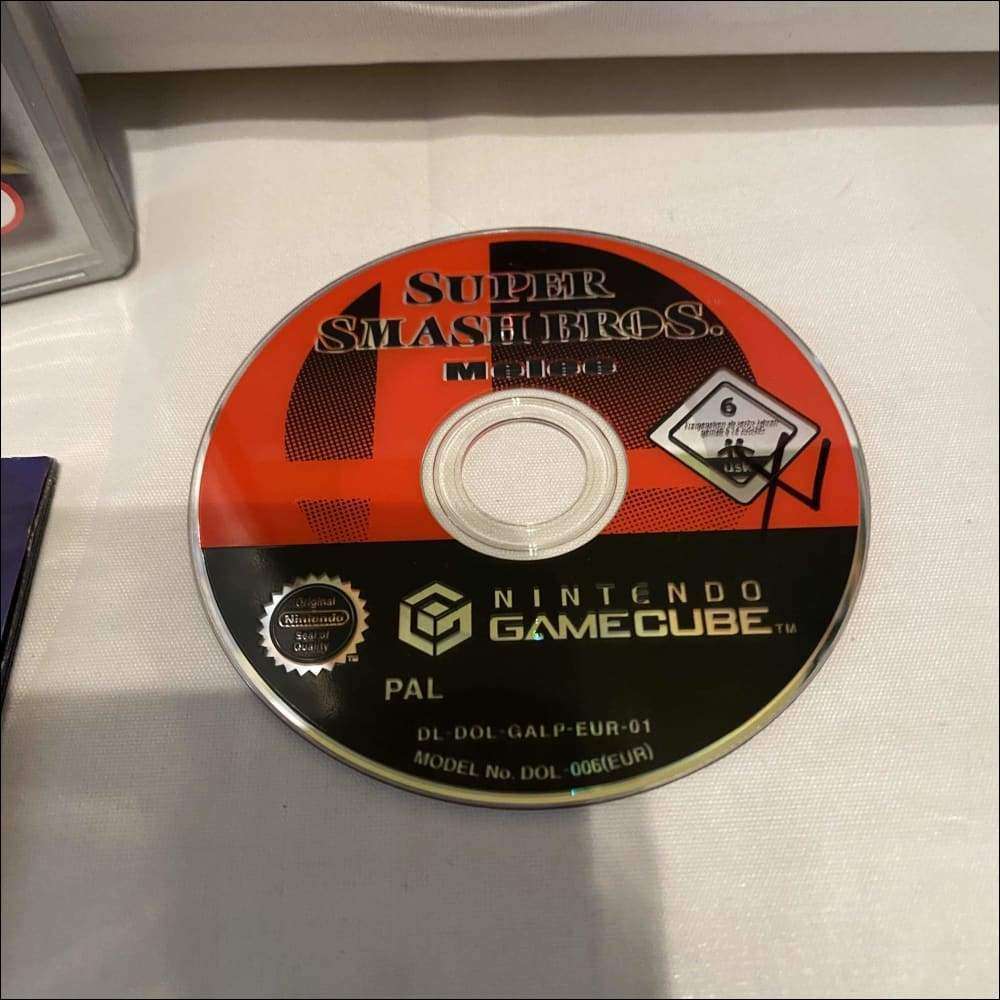 SUPER
SMASH BROS.
Melee
6
USK
Original
Nintendo
Seal of
Quality
TM
NINTENDO
GAMECUBE™
PAL
DL-DOL-GALP-EUR-01
MODEL No. DOL-006(EUR)